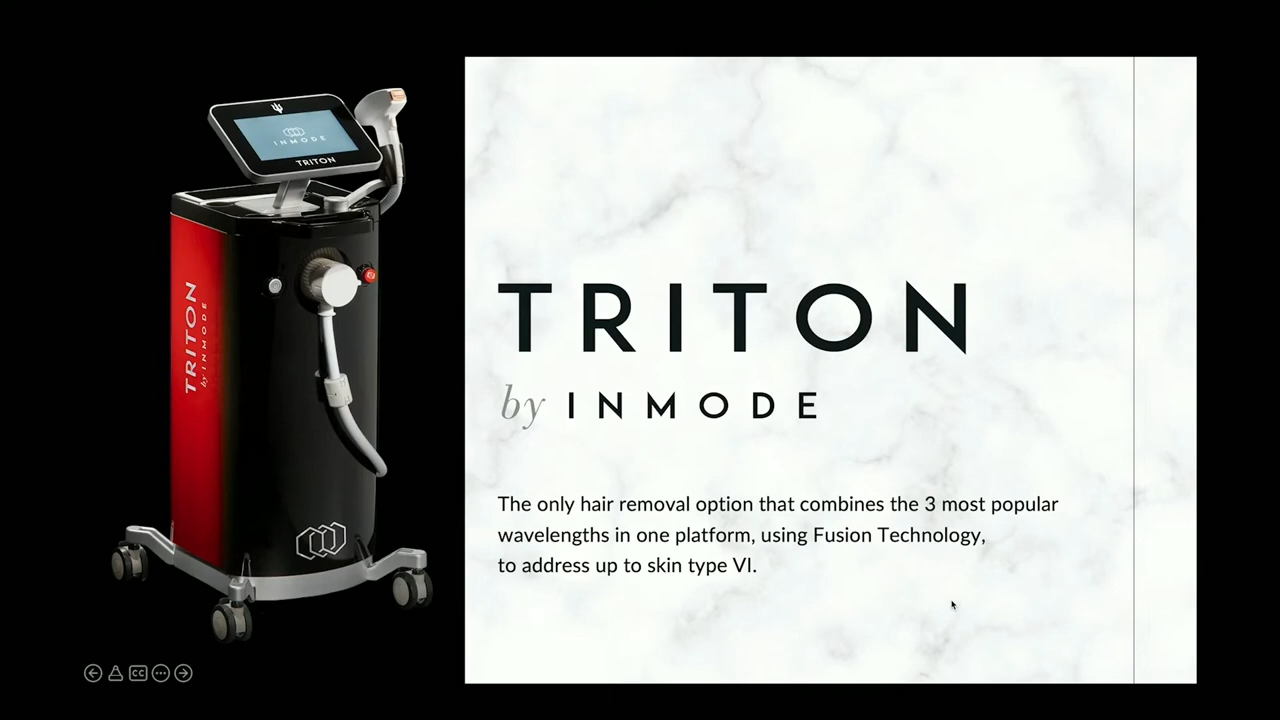 INMODE
TRITON
TRITON
by INMODE
TRITON
by INMODE
The only hair removal option that combines the 3 most popular
wavelengths in one platform, using Fusion Technology,
to address up to skin type VI.
CC